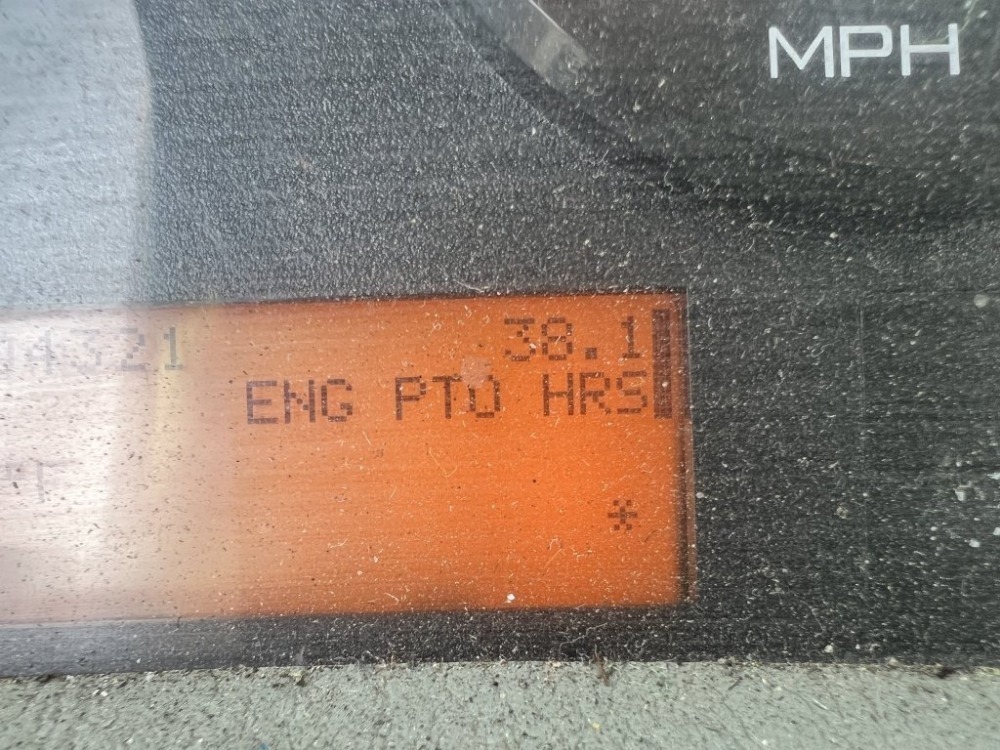 MPH
38.1
ENG PTO HRS
*